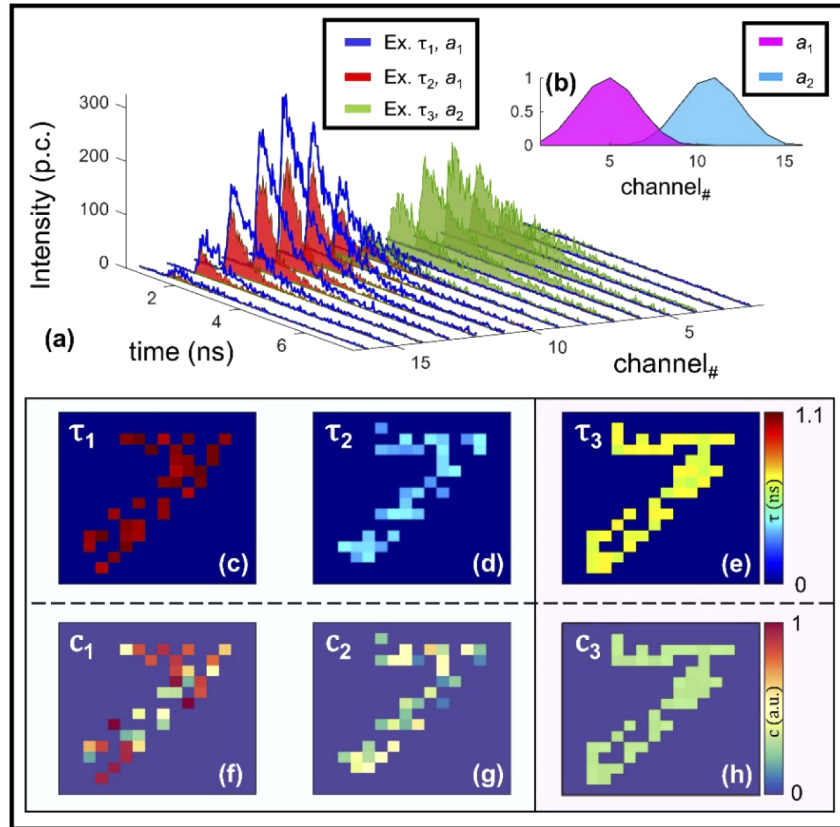 Ex. τ₁, a₁
Ex. τ₂, a₁
Ex. τ₃, a₂
a₁
a₂
(b)
1
0.5
0
5
10
15
channel#
Intensity (p.c.)
300
200
100
0
2
4
6
time (ns)
15
10
5
channel#
(a)
τ₁
(c)
τ₂
(d)
τ₃
(e)
1.1
τ (ns)
0
c₁
(f)
c₂
(g)
c₃
(h)
1
c (a.u.)
0